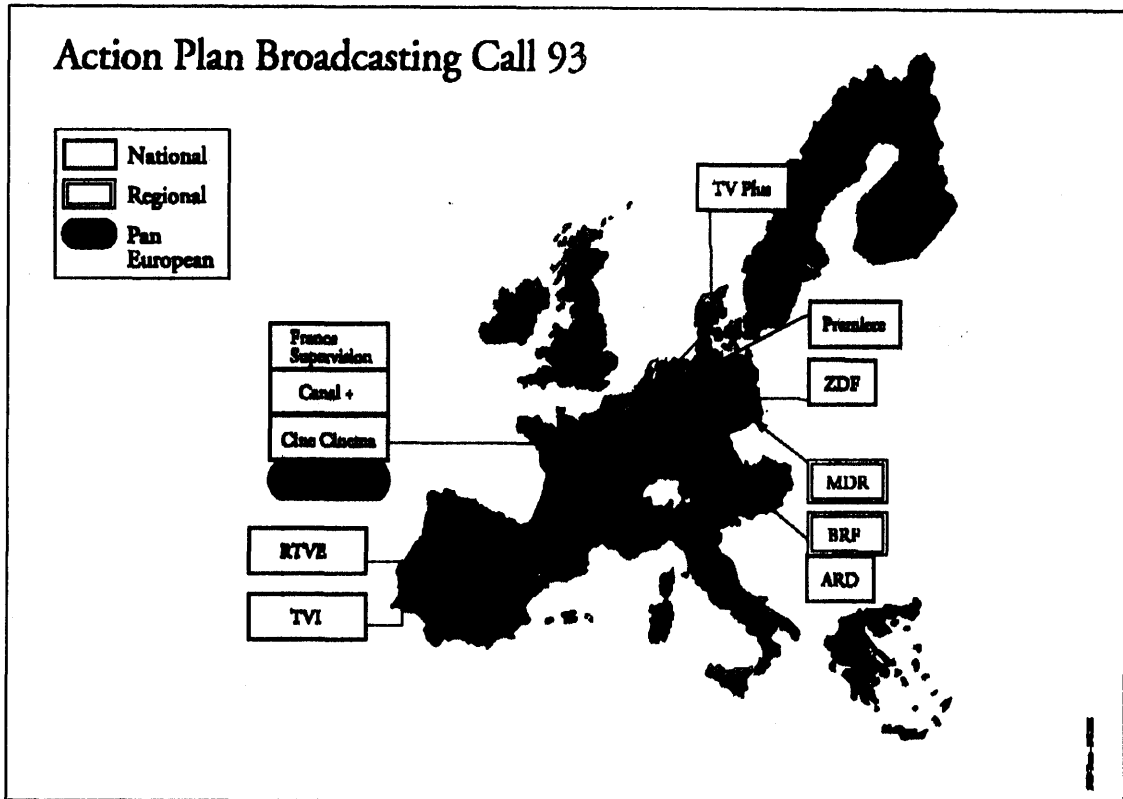 Action Plan Broadcasting Call 93
National
Regional
Pan
European
TV Plus
France
Supervision
Canal +
Cine Cinema
Premiere
ZDF
MDR
BRF
ARD
RTVE
TVI